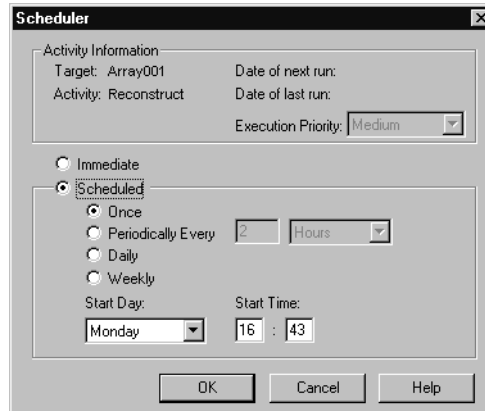 Scheduler
Activity Information
Target: Array001 Date of next run:
Activity: Reconstruct Date of last run:
Execution Priority: Medium
Immediate
Scheduled
Once
Periodically Every 2 Hours
Daily
Weekly
Start Day: Start Time:
Monday 16 : 43
OK Cancel Help